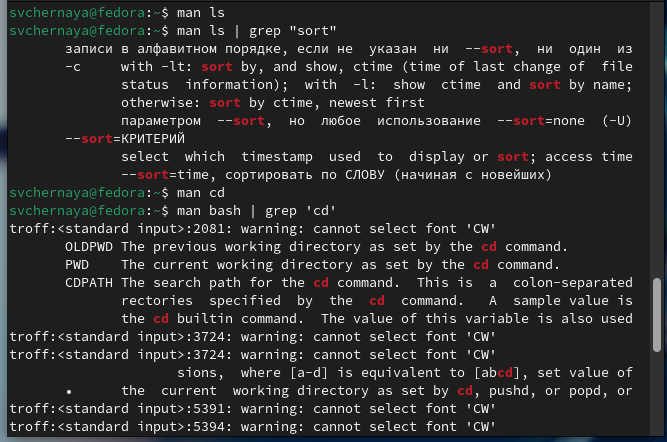 svchernaya@fedora:~$ man ls
svchernaya@fedora:~$ man ls | grep "sort"
записи в алфавитном порядке, если не указан ни --sort, ни один из
-c with -lt: sort by, and show, ctime (time of last change of file
status information); with -l: show ctime and sort by name;
otherwise: sort by ctime, newest first
параметром --sort, но любое использование --sort=none (-U)
--sort=КРИТЕРИЙ
select which timestamp used to display or sort; access time
--sort=time, сортировать по СЛОВУ (начиная с новейших)
svchernaya@fedora:~$ man cd
svchernaya@fedora:~$ man bash | grep 'cd'
troff:<standard input>:2081: warning: cannot select font 'CW'
OLDPWD The previous working directory as set by the cd command.
PWD The current working directory as set by the cd command.
CDPATH The search path for the cd command. This is a colon-separated
rectories specified by the cd command. A sample value is
the cd builtin command. The value of this variable is also used
troff:<standard input>:3724: warning: cannot select font 'CW'
troff:<standard input>:3724: warning: cannot select font 'CW'
sions, where [a-d] is equivalent to [abcd], set value of
• the current working directory as set by cd, pushd, or popd, or
troff:<standard input>:5391: warning: cannot select font 'CW'
troff:<standard input>:5394: warning: cannot select font 'CW'